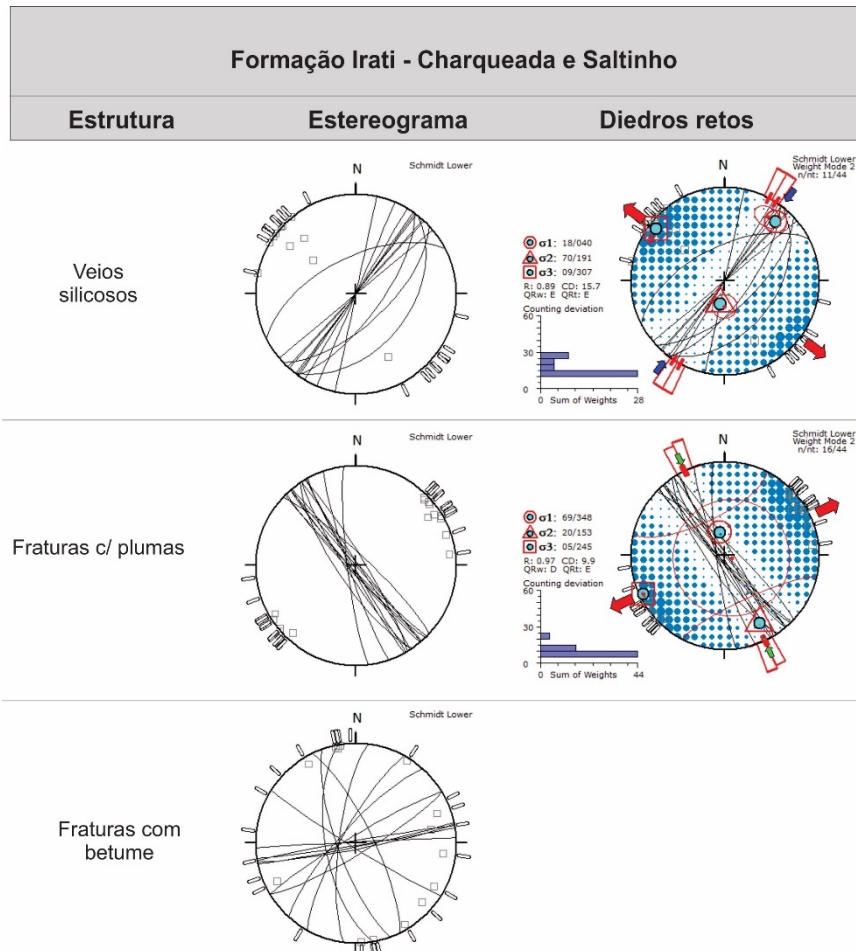 Formação Irati - Charqueada e Saltinho
Estrutura
Estereograma
Diedros retos
Veios
silicosos
N
Schmidt Lower
N
Schmidt Lower
Weight Mode 2
n/nt: 11/44
σ1: 18/040
σ2: 70/191
σ3: 09/307
R: 0.89 CD: 15.7
QRw: E QRt: E
Counting deviation
60
30
0
0 Sum of Weights 28
Fraturas c/ plumas
N
Schmidt Lower
N
Schmidt Lower
Weight Mode 2
n/nt: 16/44
σ1: 69/348
σ2: 20/153
σ3: 05/245
R: 0.97 CD: 9.9
QRw: D QRt: E
Counting deviation
60
30
0
0 Sum of Weights 44
Fraturas com
betume
N
Schmidt Lower